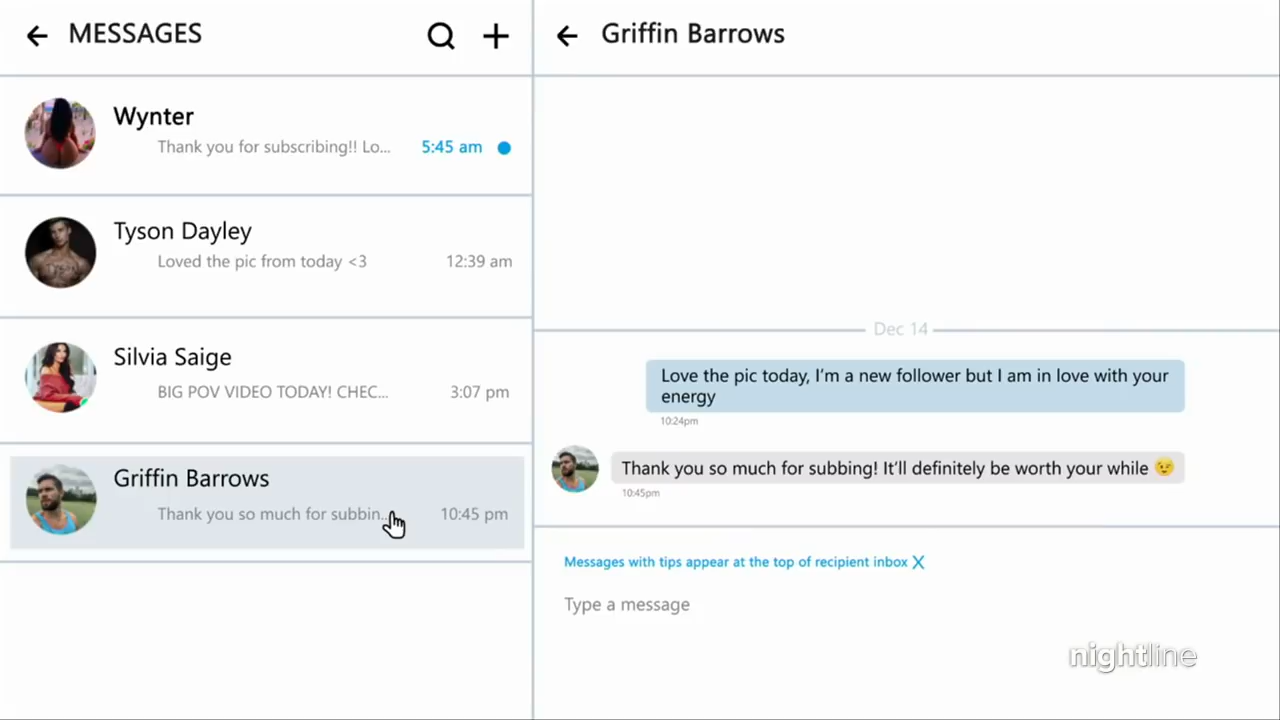 MESSAGES
Wynter
Thank you for subscribing!! Lo...
5:45 am
Tyson Dayley
Loved the pic from today <3
12:39 am
Silvia Saige
BIG POV VIDEO TODAY! CHEC...
3:07 pm
Griffin Barrows
Thank you so much for subbin...
10:45 pm
Griffin Barrows
Dec 14
Love the pic today, I'm a new follower but I am in love with your
energy
10:24pm
Thank you so much for subbing! It'll definitely be worth your while 😉
10:45pm
Messages with tips appear at the top of recipient inbox X
Type a message
nightline